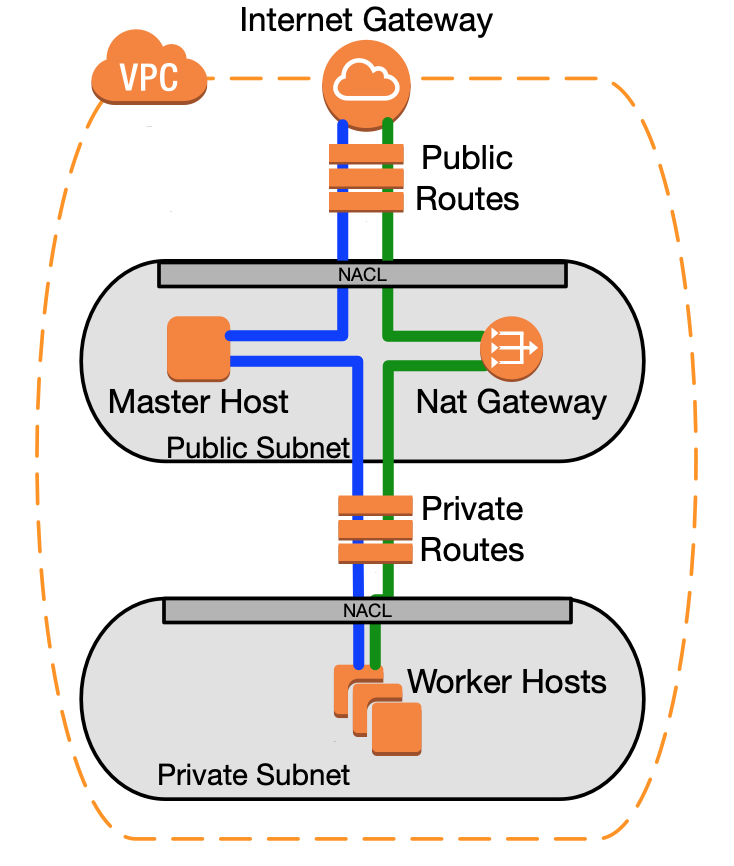 Internet Gateway
VPC
Public
Routes
NACL
Master Host
Nat Gateway
Public Subnet
Private
Routes
NACL
Worker Hosts
Private Subnet